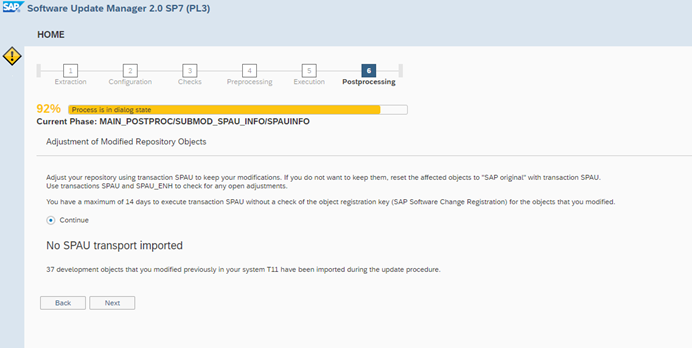 SAP Software Update Manager 2.0 SP7 (PL3)
HOME
1 2 3 4 5 6
Extraction Configuration Checks Preprocessing Execution Postprocessing
92% Process is in dialog state
Current Phase: MAIN_POSTPROC/SUBMOD_SPAU_INFO/SPAUINFO
Adjustment of Modified Repository Objects
Adjust your repository using transaction SPAU to keep your modifications. If you do not want to keep them, reset the affected objects to "SAP original" with transaction SPAU.
Use transactions SPAU and SPAU_ENH to check for any open adjustments.
You have a maximum of 14 days to execute transaction SPAU without a check of the object registration key (SAP Software Change Registration) for the objects that you modified.
Continue
No SPAU transport imported
37 development objects that you modified previously in your system T11 have been imported during the update procedure.
Back Next